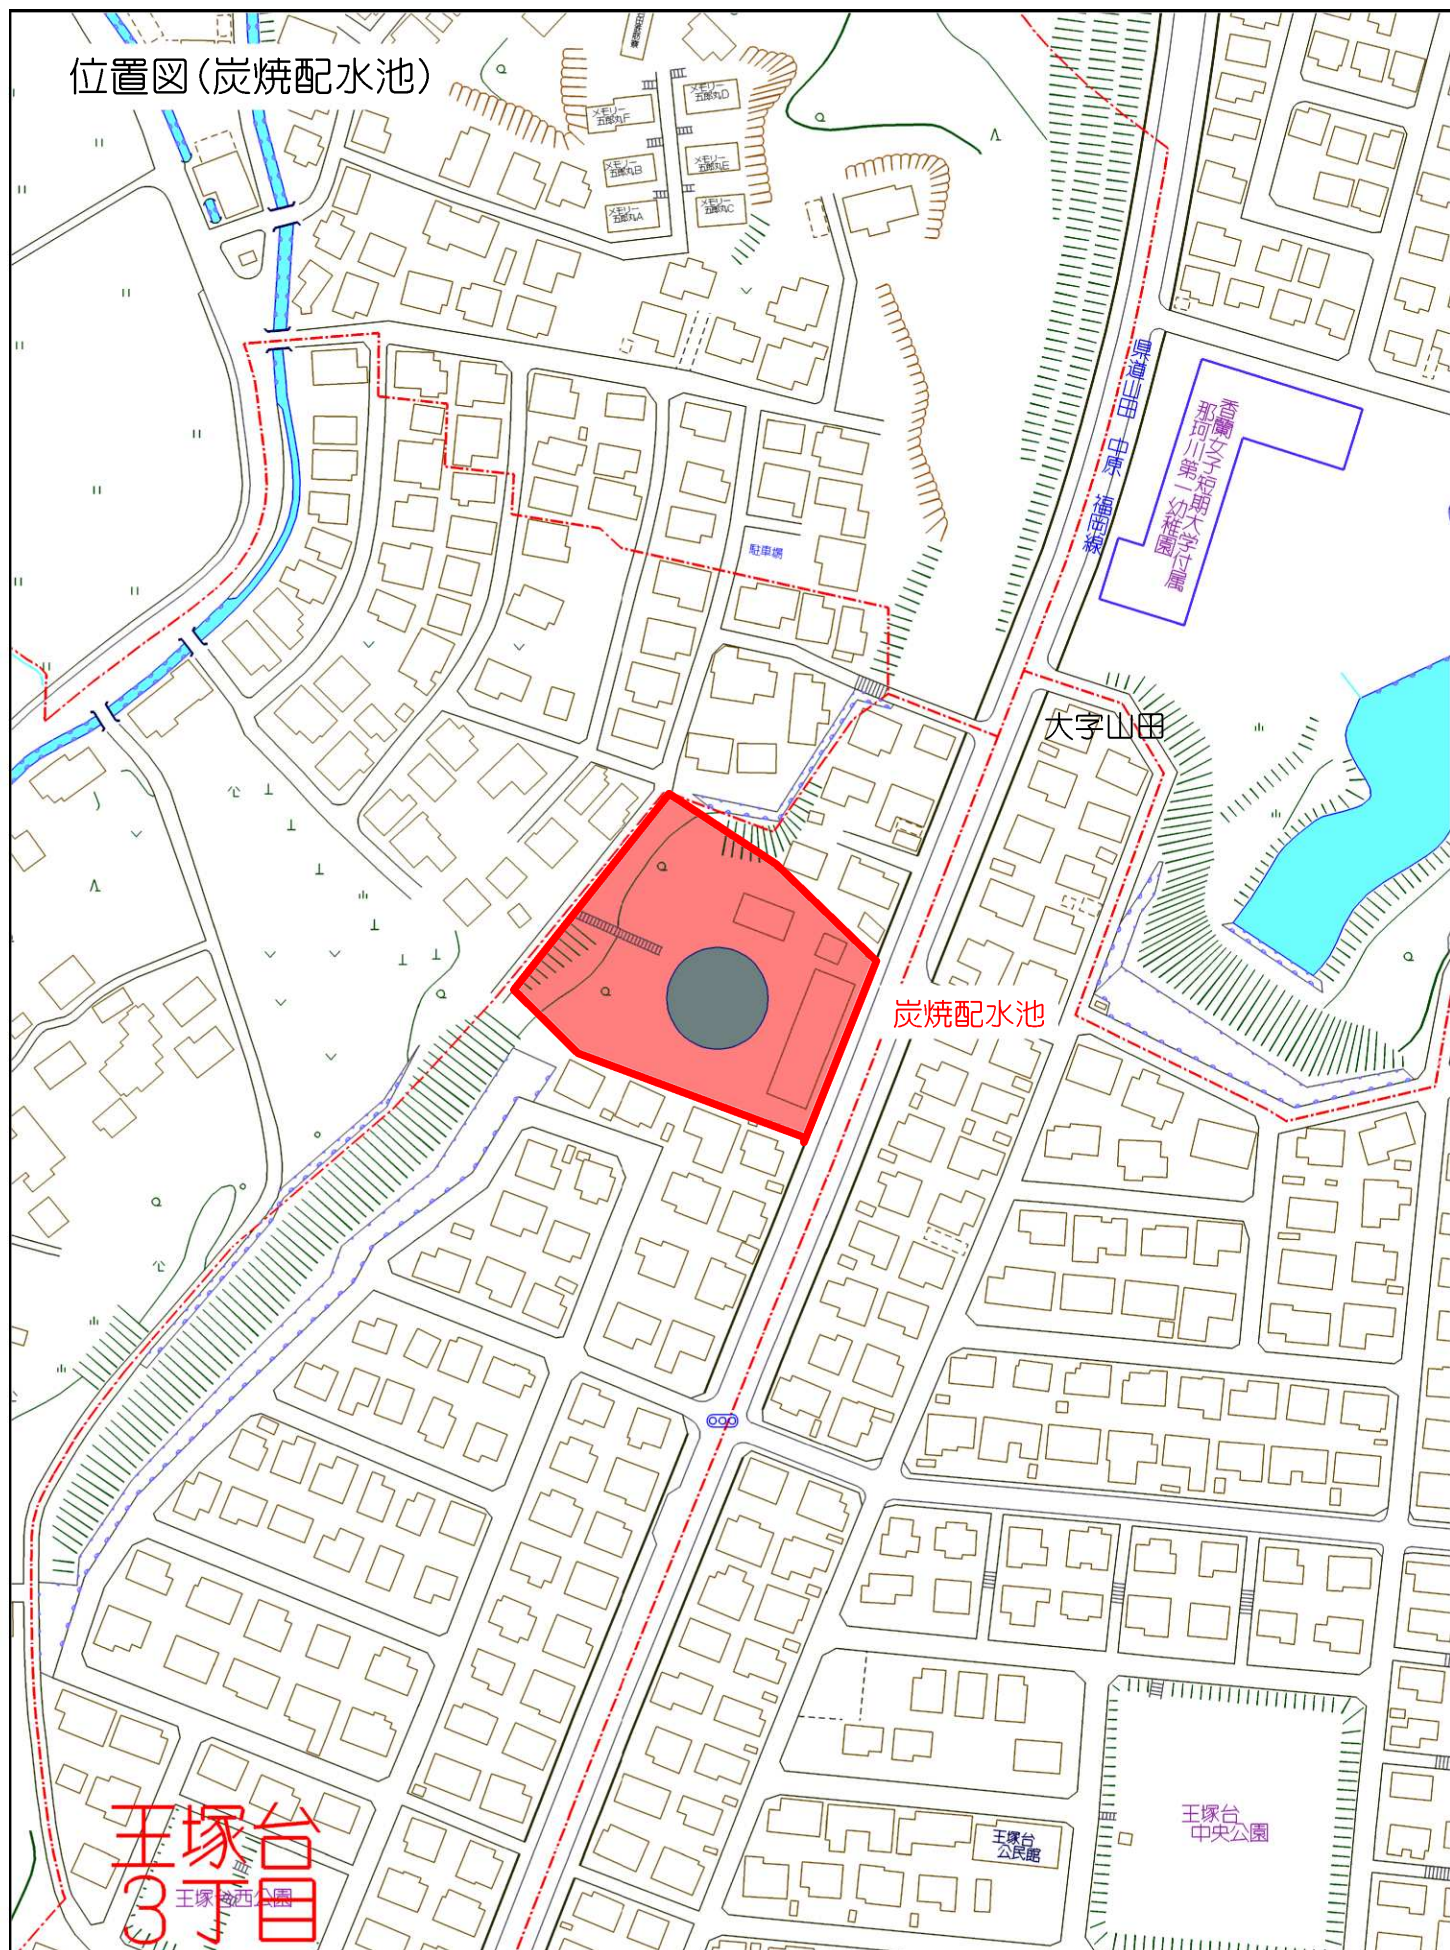 位置図(炭焼配水池)
メモリー
五郎丸F
メモリー
五郎丸D
メモリー
五郎丸B
メモリー
五郎丸E
メモリー
五郎丸A
メモリー
五郎丸C
県道山田 中原 福岡線
香蘭女子短期大学付属
那珂川第一幼稚園
駐車場
大字山田
炭焼配水池
王塚台
3丁目
王塚台西公園
王塚台
公民館
王塚台
中央公園